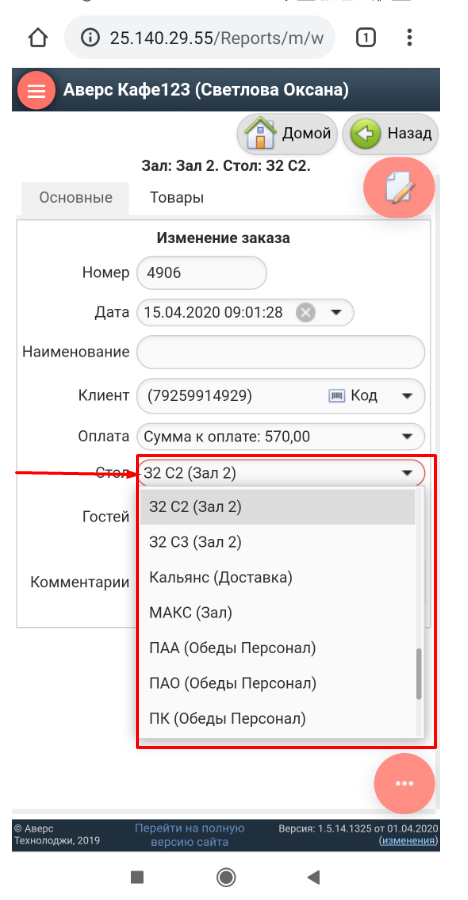 25.140.29.55/Reports/m/w
1
Аверс Кафе123 (Светлова Оксана)
Домой
Назад
Зал: Зал 2. Стол: З2 С2.
Основные
Товары
Изменение заказа
Номер 4906
Дата 15.04.2020 09:01:28
Наименование
Клиент (79259914929) Код
Оплата Сумма к оплате: 570,00
Стол З2 С2 (Зал 2)
Гостей
Комментарии
З2 С2 (Зал 2)
З2 С3 (Зал 2)
Кальянс (Доставка)
МАКС (Зал)
ПАА (Обеды Персонал)
ПАО (Обеды Персонал)
ПК (Обеды Персонал)
© Аверс
Технолоджи, 2019
Перейти на полную
версию сайта
Версия: 1.5.14.1325 от 01.04.2020
(изменения)